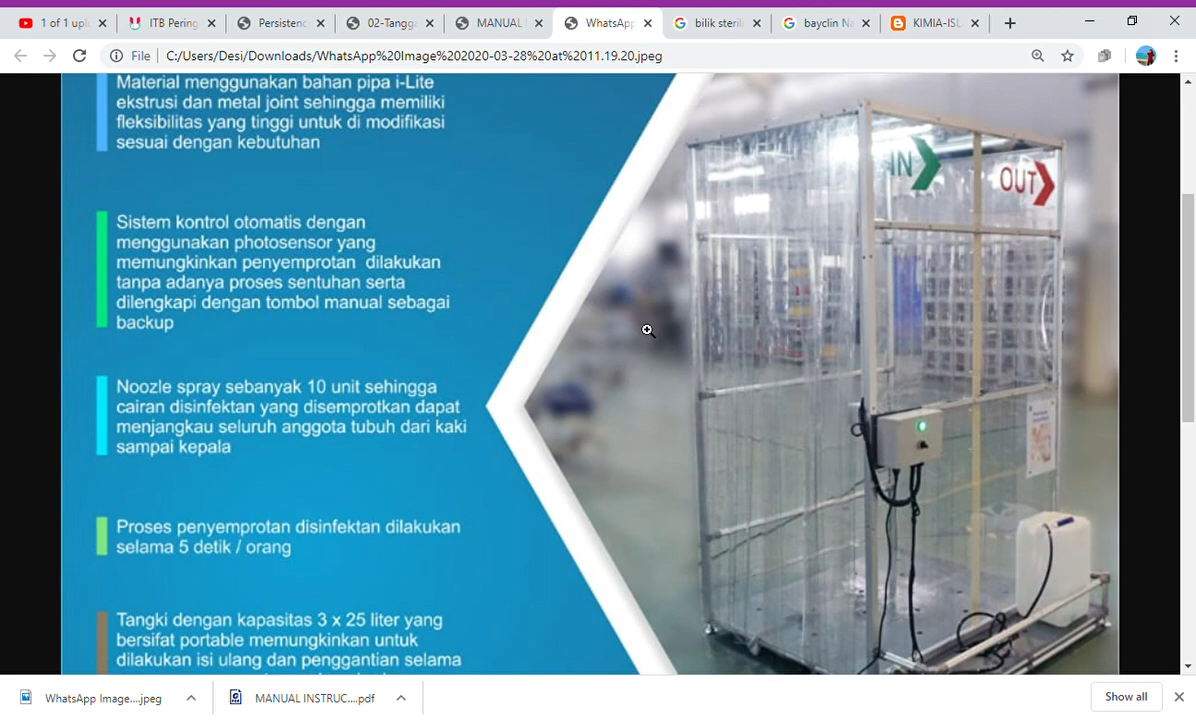 1 of 1 uplo
ITB Pering
Persistenc
02-Tangga
MANUAL I
WhatsApp
bilik sterili
bayclin Na
KIMIA-ISL
File
C:/Users/Desi/Downloads/WhatsApp%20Image%202020-03-28%20at%2011.19.20.jpeg
Material menggunakan bahan pipa i-Lite
ekstrusi dan metal joint sehingga memiliki
fleksibilitas yang tinggi untuk di modifikasi
sesuai dengan kebutuhan
Sistem kontrol otomatis dengan
menggunakan photosensor yang
memungkinkan penyemprotan dilakukan
tanpa adanya proses sentuhan serta
dilengkapi dengan tombol manual sebagai
backup
Noozle spray sebanyak 10 unit sehingga
cairan disinfektan yang disemprotkan dapat
menjangkau seluruh anggota tubuh dari kaki
sampai kepala
Proses penyemprotan disinfektan dilakukan
selama 5 detik / orang
Tangki dengan kapasitas 3 x 25 liter yang
bersifat portable memungkinkan untuk
dilakukan isi ulang dan penggantian selama
IN
OUT
WhatsApp Image....jpeg
MANUAL INSTRUC....pdf
Show all